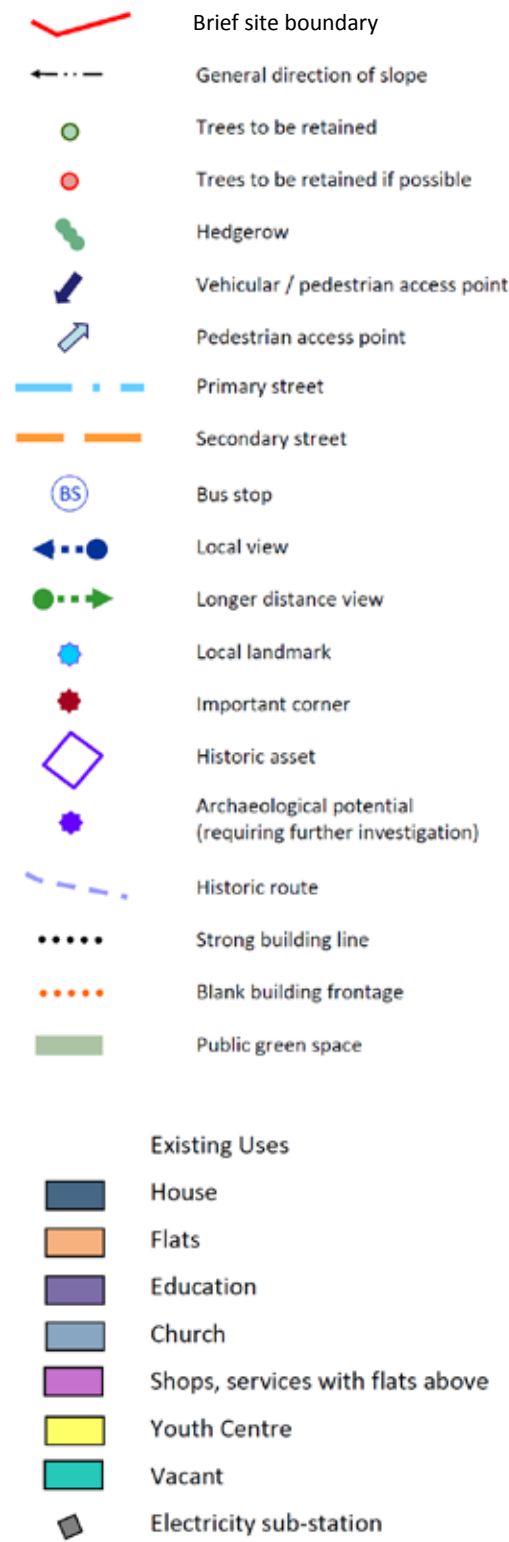 Brief site boundary
General direction of slope
Trees to be retained
Trees to be retained if possible
Hedgerow
Vehicular / pedestrian access point
Pedestrian access point
Primary street
Secondary street
BS Bus stop
Local view
Longer distance view
Local landmark
Important corner
Historic asset
Archaeological potential
(requiring further investigation)
Historic route
Strong building line
Blank building frontage
Public green space
Existing Uses
House
Flats
Education
Church
Shops, services with flats above
Youth Centre
Vacant
Electricity sub-station